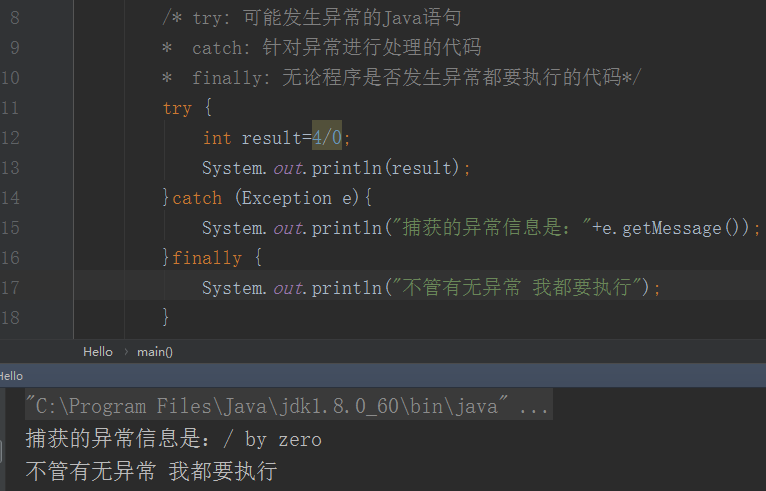 8 /* try: 可能发生异常的Java语句
9 * catch: 针对异常进行处理的代码
10 * finally: 无论程序是否发生异常都要执行的代码*/
11 try {
12 int result=4/0;
13 System.out.println(result);
14 }catch (Exception e){
15 System.out.println("捕获的异常信息是："+e.getMessage());
16 }finally {
17 System.out.println("不管有无异常 我都要执行");
18 }
Hello › main()
Hello
"C:\Program Files\Java\jdk1.8.0_60\bin\java" ...
捕获的异常信息是：/ by zero
不管有无异常 我都要执行